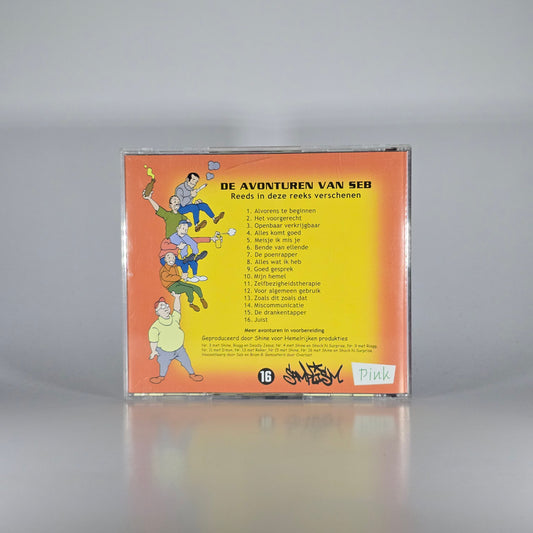 DE AVONTUREN VAN SEB
Reeds in deze reeks verschenen
1. Alvorens te beginnen
2. Het voorgerecht
3. Openbaar verkrijgbaar
4. Alles komt goed
5. Meisje ik mis je
6. Bende van ellende
7. De poenrapper
8. Alles wat ik heb
9. Goed gesprek
10. Mijn hemel
11. Zelfbezigheidstherapie
12. Voor algemeen gebruik
13. Zoals dit zoals dat
14. Miscommunicatie
15. De drankentapper
16. Juist
Meer avonturen in voorbereiding
Geproduceerd door Shine voor Hemelrijken produkties
16
Pink